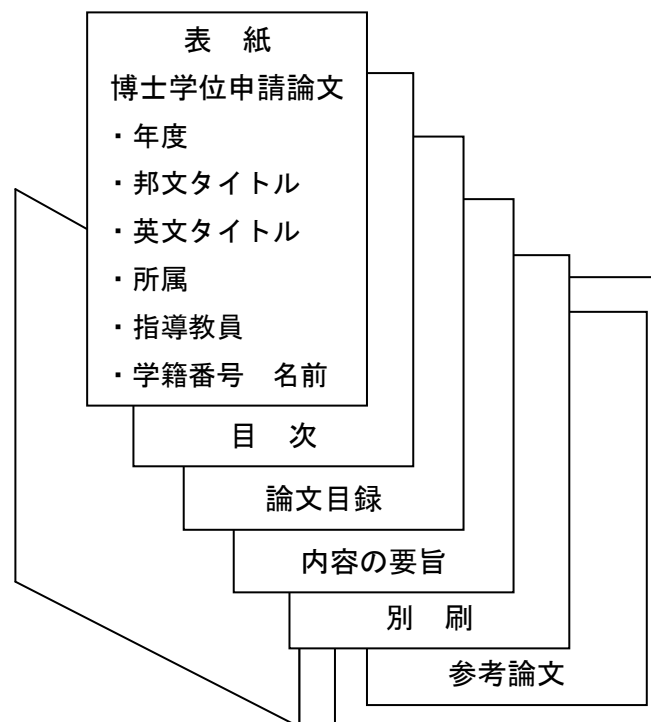 表　紙
博士学位申請論文
・年度
・邦文タイトル
・英文タイトル
・所属
・指導教員
・学籍番号　名前
目　次
論文目録
内容の要旨
別　刷
参考論文